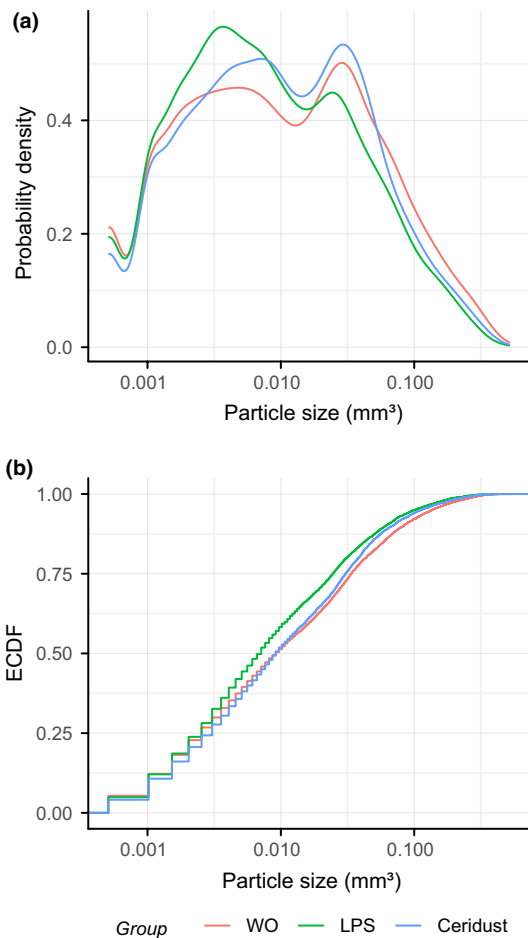 (a)
Probability density
0.4
0.2
0.0
0.001 0.010 0.100
Particle size (mm³)
(b)
ECDF
1.00
0.75
0.50
0.25
0.00
0.001 0.010 0.100
Particle size (mm³)
Group WO LPS Ceridust